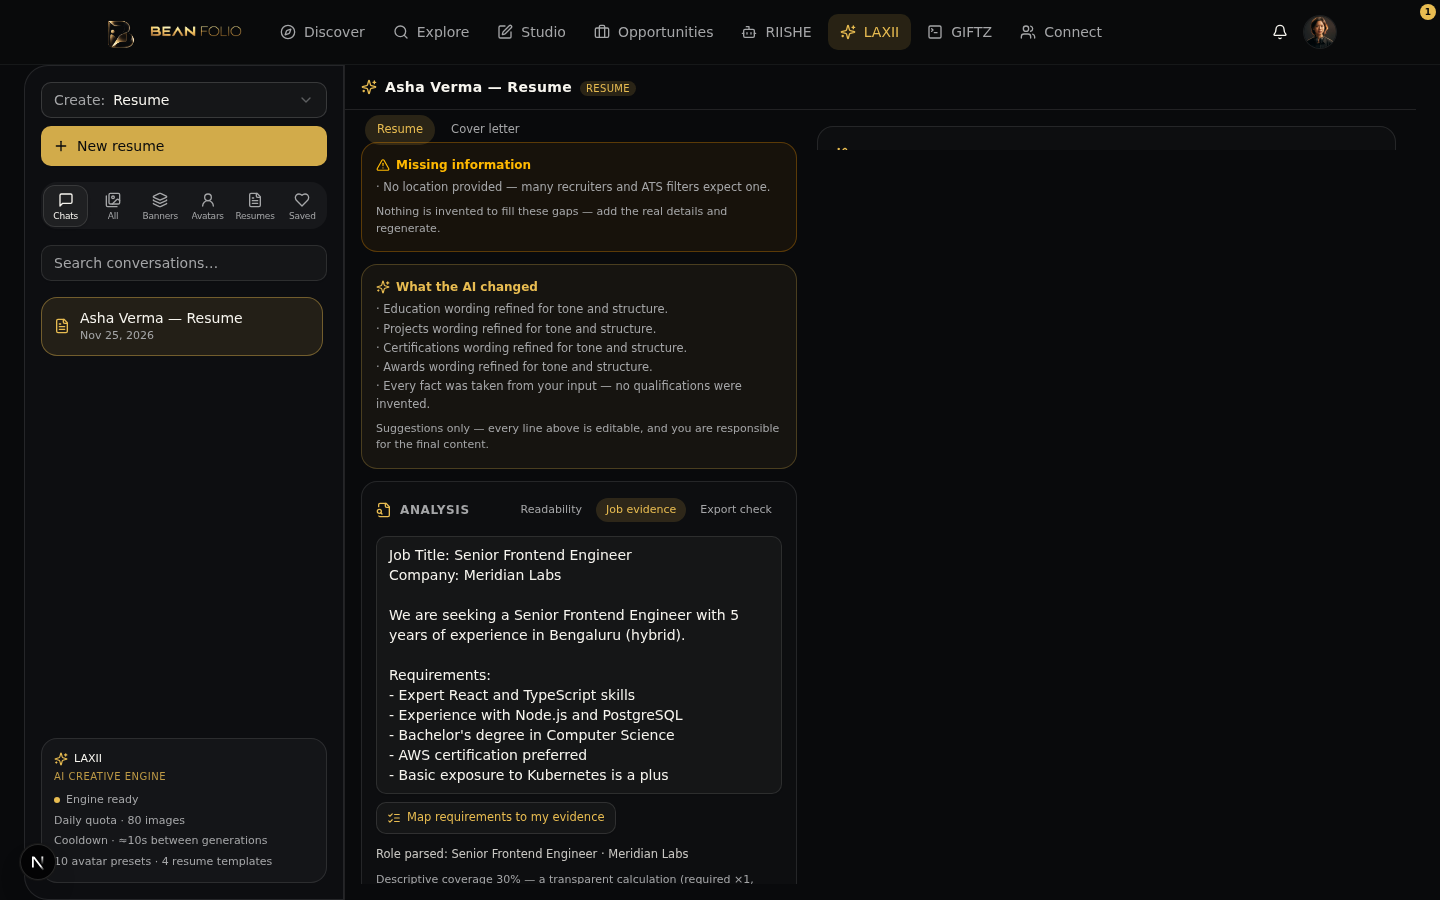 BEAN FOLIO
Discover
Explore
Studio
Opportunities
RIISHE
LAXII
GIFTZ
Connect
1
Create: Resume
New resume
Chats
All
Banners
Avatars
Resumes
Saved
Search conversations...
Asha Verma — Resume
Nov 25, 2026
LAXII
AI CREATIVE ENGINE
Engine ready
Daily quota · 80 images
Cooldown · ≈10s between generations
10 avatar presets · 4 resume templates
N
Asha Verma — Resume RESUME
Resume
Cover letter
Missing information
· No location provided — many recruiters and ATS filters expect one.
Nothing is invented to fill these gaps — add the real details and
regenerate.
What the AI changed
· Education wording refined for tone and structure.
· Projects wording refined for tone and structure.
· Certifications wording refined for tone and structure.
· Awards wording refined for tone and structure.
· Every fact was taken from your input — no qualifications were
invented.
Suggestions only — every line above is editable, and you are responsible
for the final content.
ANALYSIS
Readability
Job evidence
Export check
Job Title: Senior Frontend Engineer
Company: Meridian Labs
We are seeking a Senior Frontend Engineer with 5
years of experience in Bengaluru (hybrid).
Requirements:
- Expert React and TypeScript skills
- Experience with Node.js and PostgreSQL
- Bachelor's degree in Computer Science
- AWS certification preferred
- Basic exposure to Kubernetes is a plus
Map requirements to my evidence
Role parsed: Senior Frontend Engineer · Meridian Labs
Descriptive coverage 30% — a transparent calculation (required ×1,